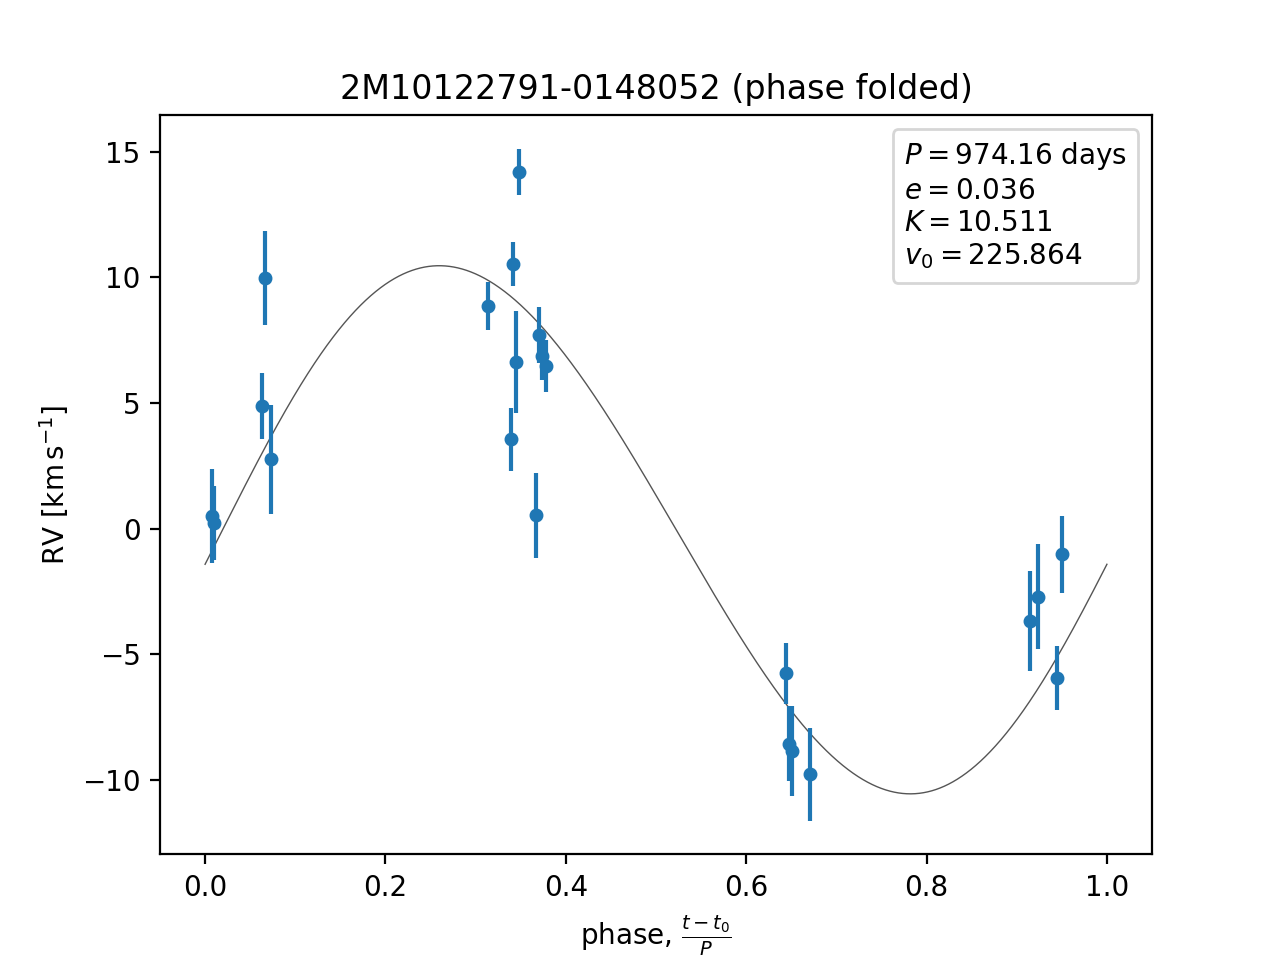 2M10122791-0148052 (phase folded)
P = 974.16 days
e = 0.036
K = 10.511
v₀ = 225.864
15
10
5
0
−5
−10
RV [km s⁻¹]
0.0 0.2 0.4 0.6 0.8 1.0
phase, (t − t₀)/P